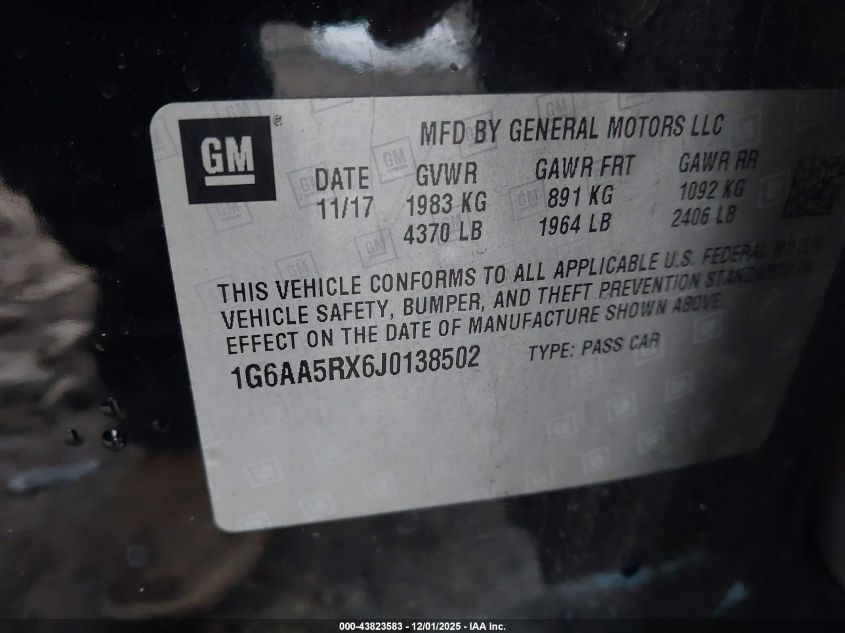 GM
MFD BY GENERAL MOTORS LLC
DATE GVWR GAWR FRT GAWR RR
11/17 1983 KG 891 KG 1092 KG
4370 LB 1964 LB 2406 LB
THIS VEHICLE CONFORMS TO ALL APPLICABLE U.S. FEDERAL MOTOR
VEHICLE SAFETY, BUMPER, AND THEFT PREVENTION STANDARDS IN
EFFECT ON THE DATE OF MANUFACTURE SHOWN ABOVE.
1G6AA5RX6J0138502 TYPE: PASS CAR
000-43823583 / 12/01/2025 - IAA Inc.